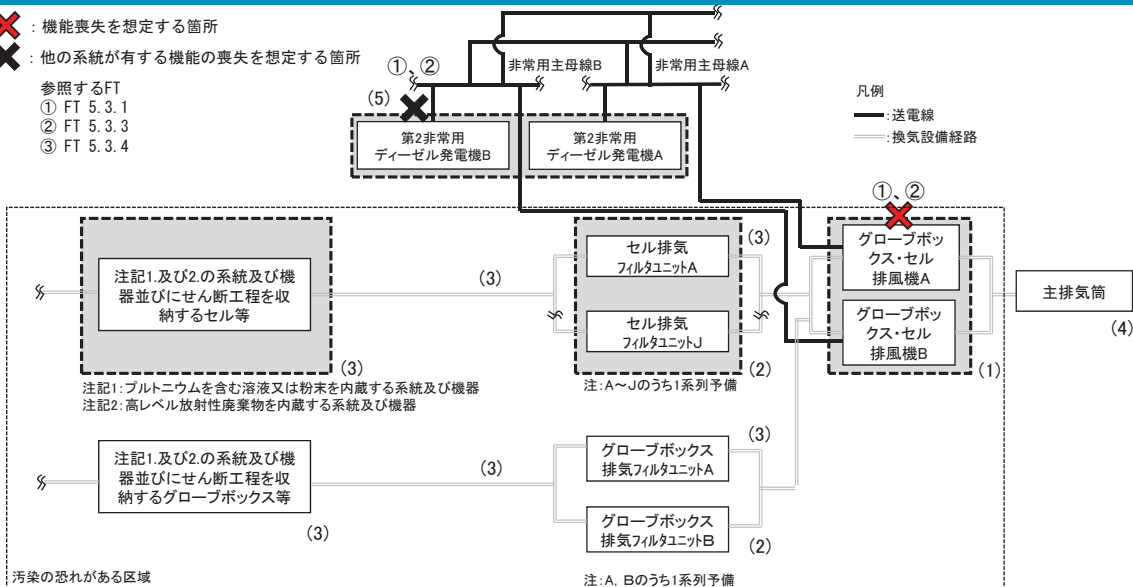 ：機能喪失を想定する箇所
：他の系統が有する機能の喪失を想定する箇所
参照するFT
① FT 5.3.1
② FT 5.3.3
③ FT 5.3.4
①、②
非常用主母線B
非常用主母線A
(5)
第2非常用
ディーゼル発電機B
第2非常用
ディーゼル発電機A
凡例
：送電線
：換気設備経路
①、②
注記1.及び2.の系統及び機
器並びにせん断工程を収
納するセル等
(3)
(3)
セル排気
フィルタユニットA
(3)
セル排気
フィルタユニットJ
(2)
グローブボッ
クス・セル
排風機A
グローブボッ
クス・セル
排風機B
(1)
主排気筒
(4)
注記1：プルトニウムを含む溶液又は粉末を内蔵する系統及び機器
注記2：高レベル放射性廃棄物を内蔵する系統及び機器
注：A～Jのうち1系列予備
注記1.及び2.の系統及び機
器並びにせん断工程を収
納するグローブボックス等
(3)
(3)
グローブボックス
排気フィルタユニットA
(3)
グローブボックス
排気フィルタユニットB
(2)
汚染の恐れがある区域
注：A，Bのうち1系列予備